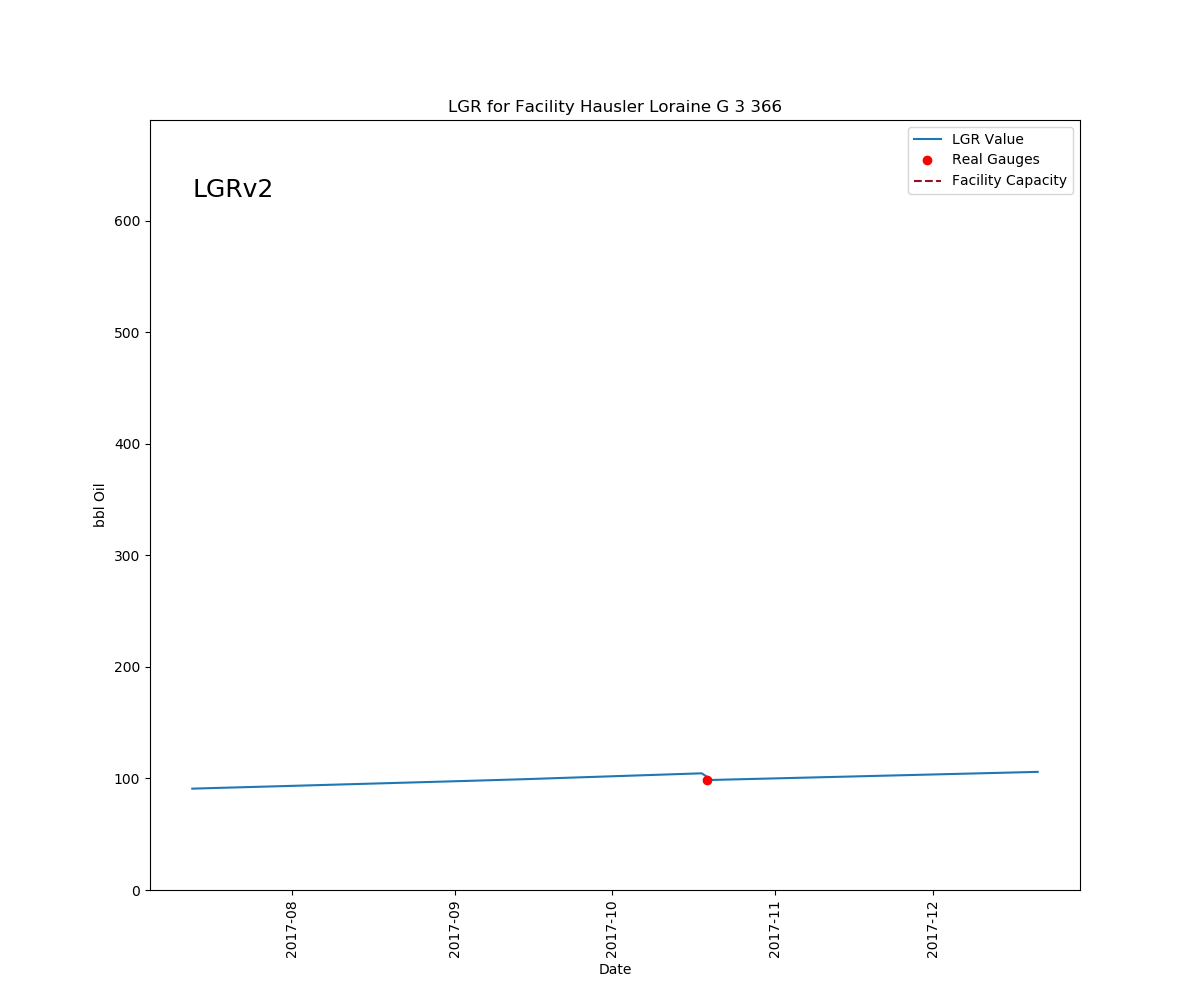 LGR for Facility Hausler Loraine G 3 366
LGRv2
LGR Value
Real Gauges
Facility Capacity
600
500
400
300
200
100
0
bbl Oil
2017-08
2017-09
2017-10
2017-11
2017-12
Date